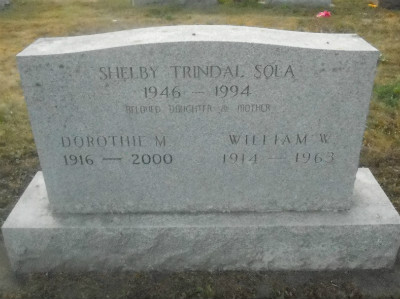 SHELBY TRINDAL SOLA
1946 — 1994
BELOVED DAUGHTER & MOTHER
DOROTHIE M. WILLIAM W.
1916 — 2000 1914 — 1963